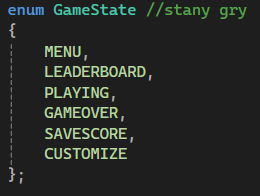 enum GameState //stany gry
{
MENU,
LEADERBOARD,
PLAYING,
GAMEOVER,
SAVESCORE,
CUSTOMIZE
};